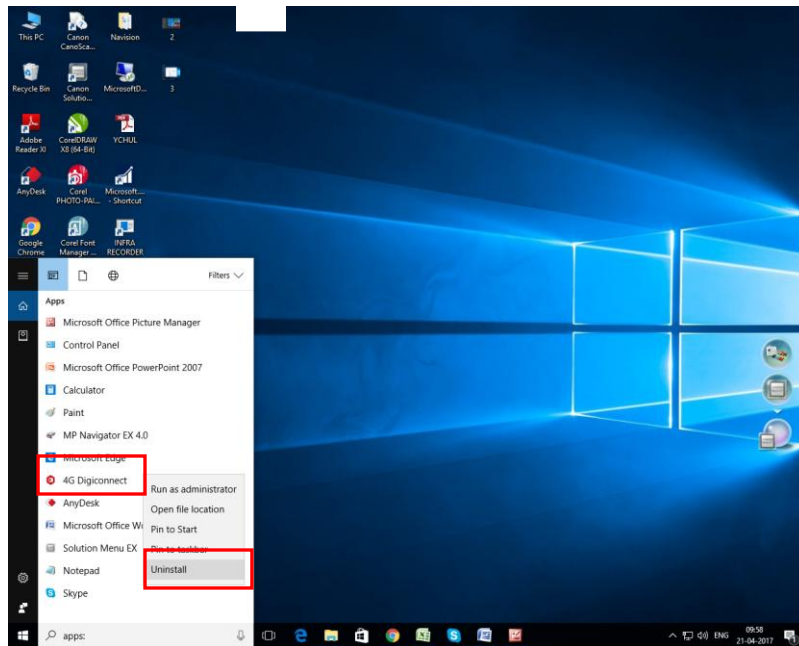 This PC
Canon CanoSca...
Navision
2
Recycle Bin
Canon Solutio...
MicrosoftD...
3
Adobe Reader XI
CorelDRAW X8 (64-Bit)
YCHUL
AnyDesk
Corel PHOTO-PAI...
Microsoft... - Shortcut
Google Chrome
Corel Font Manager ...
INFRA RECORDER
Filters
Apps
Microsoft Office Picture Manager
Control Panel
Microsoft Office PowerPoint 2007
Calculator
Paint
MP Navigator EX 4.0
Microsoft Edge
4G Digiconnect
AnyDesk
Microsoft Office W
Solution Menu EX
Notepad
Skype
Run as administrator
Open file location
Pin to Start
Pin to taskbar
Uninstall
apps:
ENG
09:58
21-04-2017